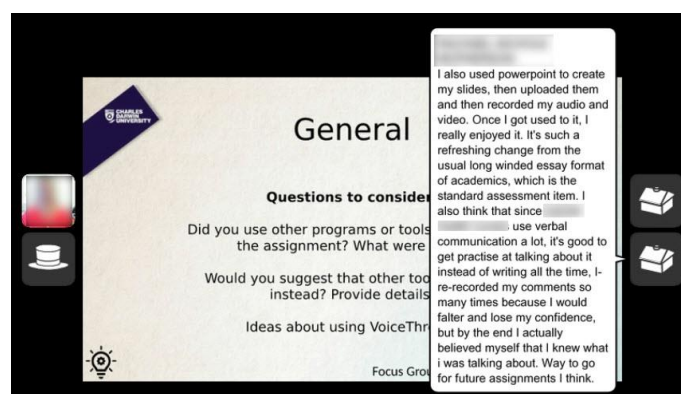 CHARLES
DARWIN
UNIVERSITY
General
Questions to consider
Did you use other programs or tools
the assignment? What were
Would you suggest that other too
instead? Provide details
Ideas about using VoiceThr
Focus Grou
I also used powerpoint to create
my slides, then uploaded them
and then recorded my audio and
video. Once I got used to it, I
really enjoyed it. It's such a
refreshing change from the
usual long winded essay format
of academics, which is the
standard assessment item. I
also think that since
use verbal
communication a lot, it's good to
get practise at talking about it
instead of writing all the time, I-
re-recorded my comments so
many times because I would
falter and lose my confidence,
but by the end I actually
believed myself that I knew what
i was talking about. Way to go
for future assignments I think.